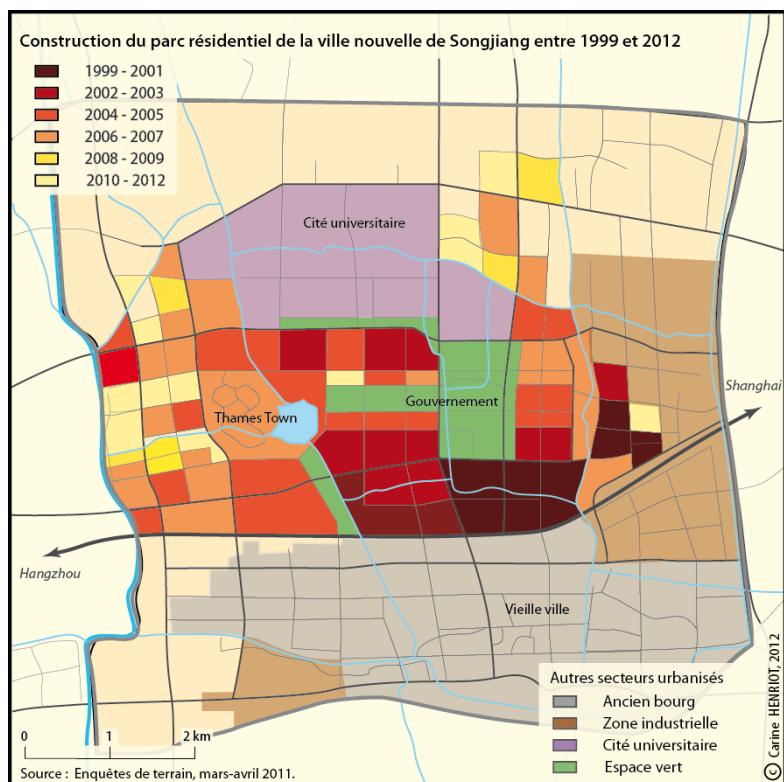 Construction du parc résidentiel de la ville nouvelle de Songjiang entre 1999 et 2012
1999 - 2001
2002 - 2003
2004 - 2005
2006 - 2007
2008 - 2009
2010 - 2012
Cité universitaire
Shanghai
Gouvernement
Thames Town
Hangzhou
Vieille ville
Autres secteurs urbanisés
Ancien bourg
Zone industrielle
Cité universitaire
Espace vert
0 1 2 km
Source : Enquêtes de terrain, mars-avril 2011.
© Carine HENRIOT, 2012